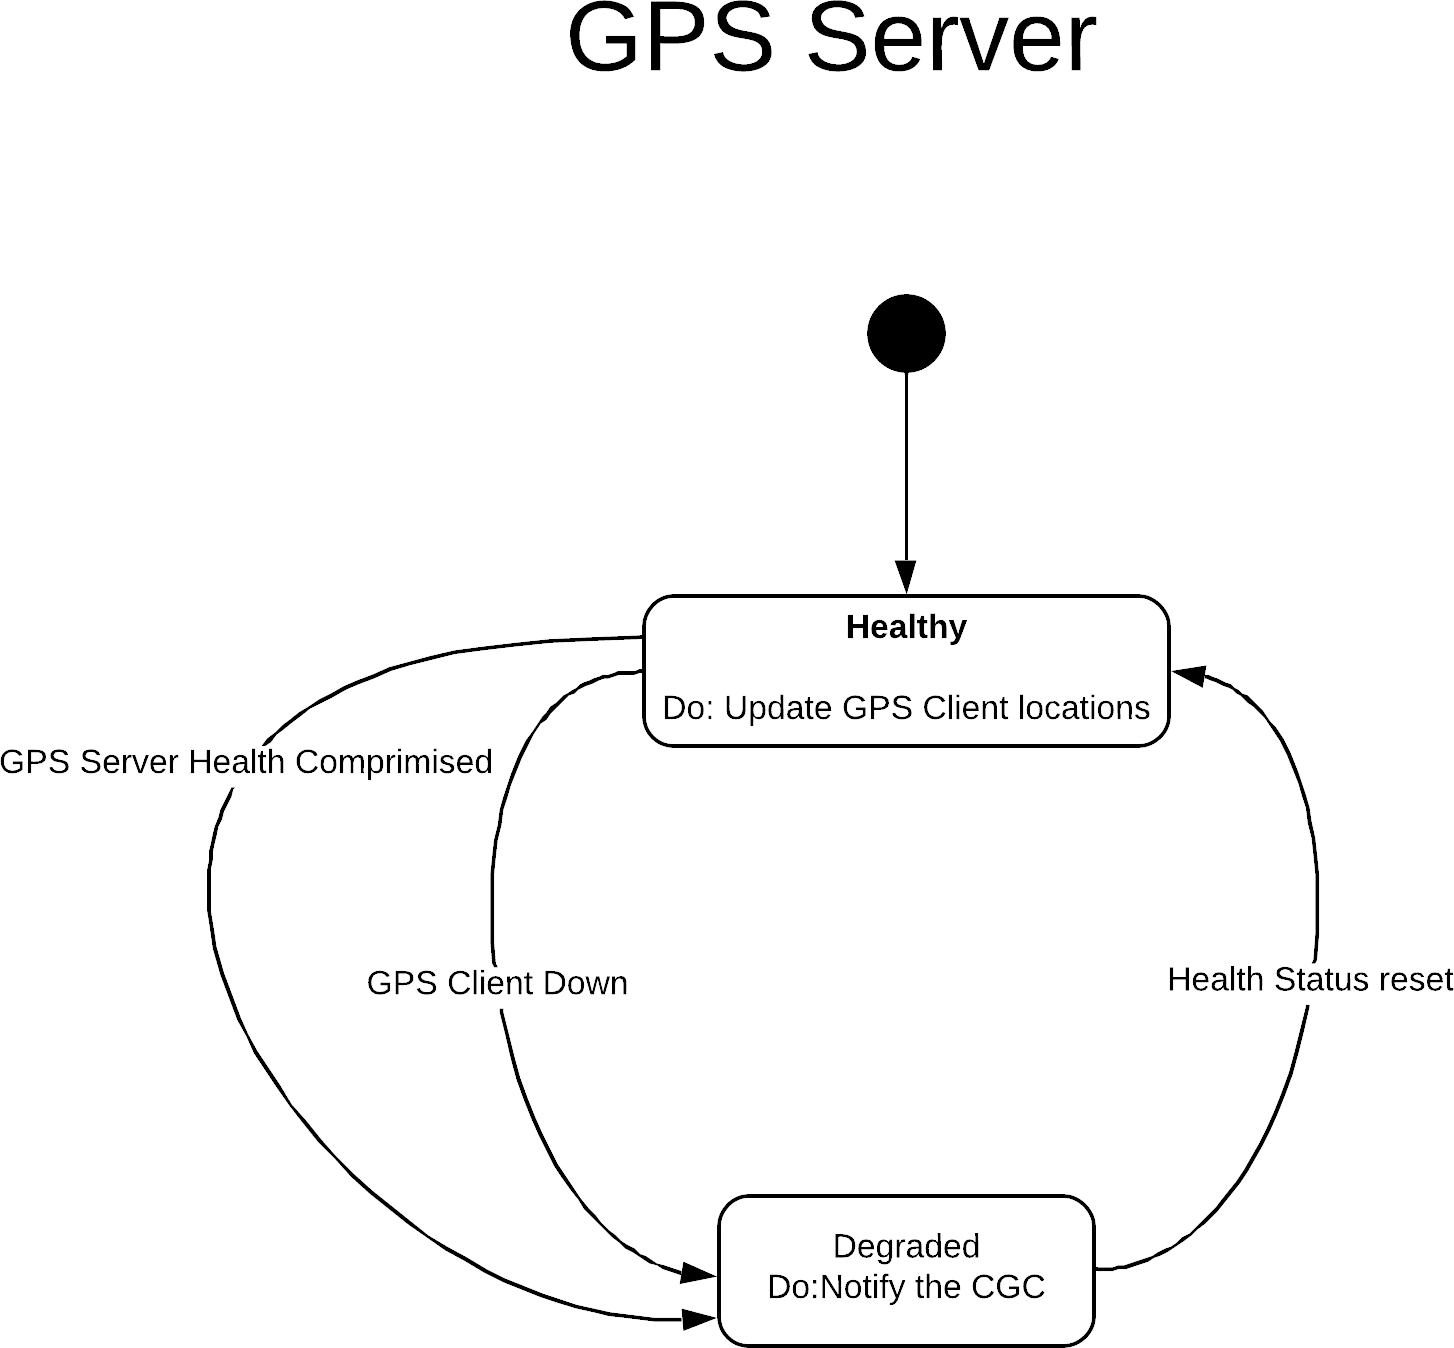 GPS Server
Healthy
Do: Update GPS Client locations
GPS Server Health Comprimised
GPS Client Down
Health Status reset
Degraded
Do:Notify the CGC